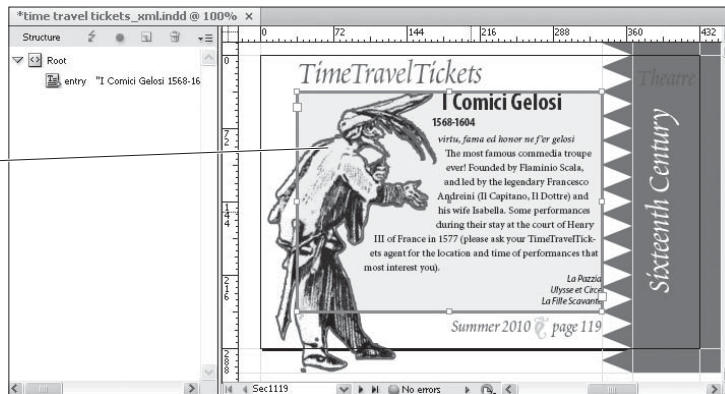 *time travel tickets_xml.indd @ 100% ×
Structure
Root
entry "I Comici Gelosi 1568-16
0 72 144 216 288 360 432
0
72
144
216
288
TimeTravelTickets
Theatre
I Comici Gelosi
1568-1604
virtu, fama ed honor ne f'er gelosi
The most famous commedia troupe
ever! Founded by Flaminio Scala,
and led by the legendary Francesco
Andreini (Il Capitano, Il Dottre) and
his wife Isabella. Some performances
during their stay at the court of Henry
III of France in 1577 (please ask your TimeTravelTick-
ets agent for the location and time of performances that
most interest you).
La Pazzia
Ulysse et Circe
La Fille Scavante
Sixteenth Century
Summer 2010 page 119
Sec1119
No errors